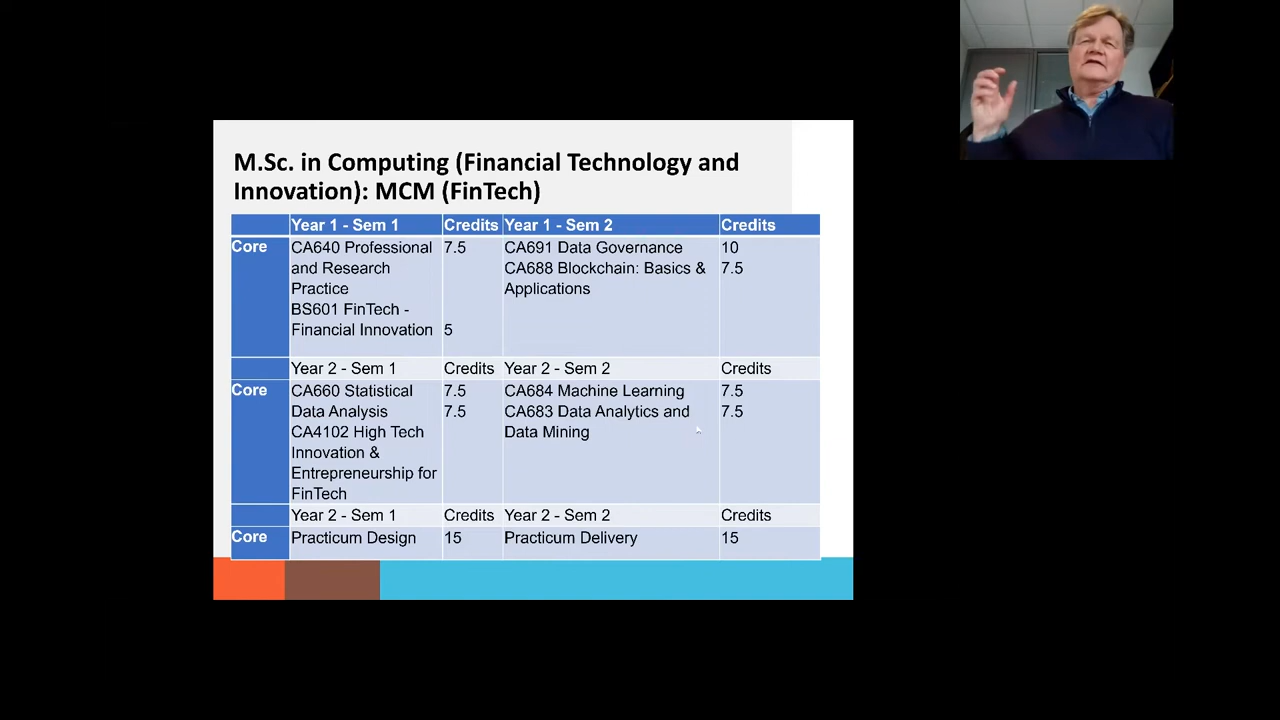 M.Sc. in Computing (Financial Technology and
Innovation): MCM (FinTech)
Year 1 - Sem 1 Credits Year 1 - Sem 2 Credits
Core CA640 Professional 7.5 CA691 Data Governance 10
and Research CA688 Blockchain: Basics & 7.5
Practice Applications
BS601 FinTech -
Financial Innovation 5
Year 2 - Sem 1 Credits Year 2 - Sem 2 Credits
Core CA660 Statistical 7.5 CA684 Machine Learning 7.5
Data Analysis 7.5 CA683 Data Analytics and 7.5
CA4102 High Tech Data Mining
Innovation &
Entrepreneurship for
FinTech
Year 2 - Sem 1 Credits Year 2 - Sem 2 Credits
Core Practicum Design 15 Practicum Delivery 15